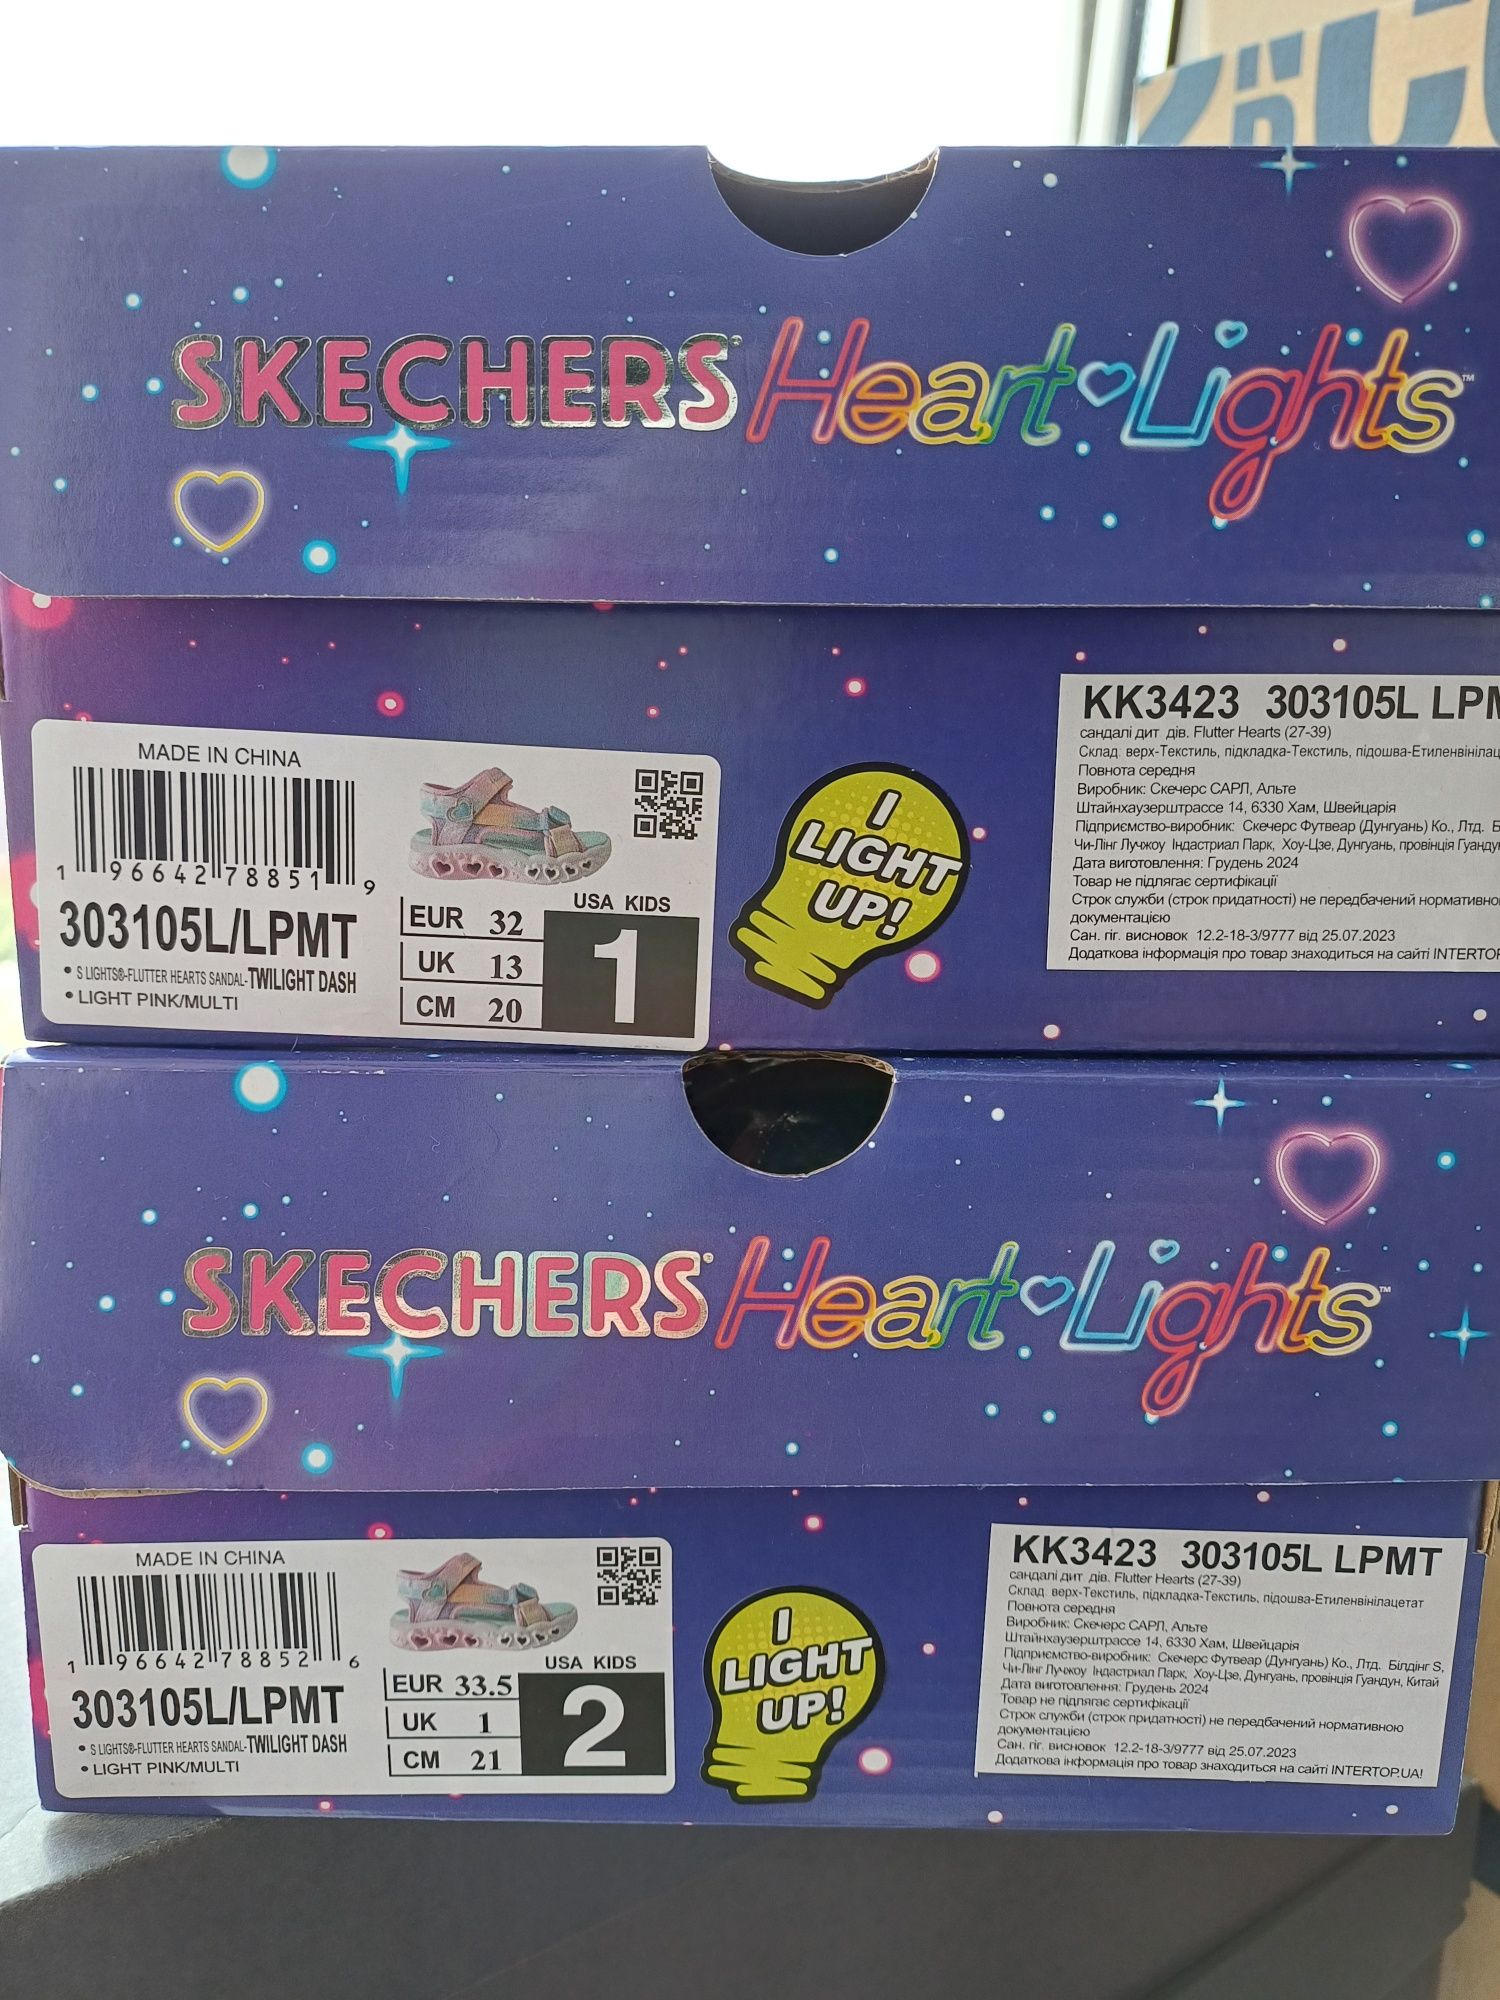 SKECHERS Heart Lights™
MADE IN CHINA
1 96642 78851 9
303105L/LPMT
• S LIGHTS®-FLUTTER HEARTS SANDAL-TWILIGHT DASH
• LIGHT PINK/MULTI
EUR 32
UK 13
CM 20
USA KIDS
1
I
LIGHT
UP!
KK3423 303105L
сандалі дит дів. Flutter Hearts (27-39)
Склад верх-Текстиль, підкладка-Текстиль, підошва-Етиленвінілац
Повнота середня
Виробник: Скечерс САРЛ, Альте
Штайнхаузерштрассе 14, 6330 Хам, Швейцарія
Підприємство-виробник: Скечерс Футвеар (Дунгуань) Ко., Лтд.
Чи-Лінг Лучжоу Індастриал Парк, Хоу-Цзе, Дунгуань, провінція Гуанду
Дата виготовлення: Грудень 2024
Товар не підлягає сертифікації
Строк служби (строк придатності) не передбачений нормативно
документацією
Сан. гіг. висновок 12.2-18-3/9777 від 25.07.2023
Додаткова інформація про товар знаходиться на сайті INTERTO
SKECHERS Heart Lights™
MADE IN CHINA
1 96642 78852 6
303105L/LPMT
• S LIGHTS®-FLUTTER HEARTS SANDAL-TWILIGHT DASH
• LIGHT PINK/MULTI
EUR 33.5
UK 1
CM 21
USA KIDS
2
I
LIGHT
UP!
KK3423 303105L LPMT
сандалі дит дів. Flutter Hearts (27-39)
Склад верх-Текстиль, підкладка-Текстиль, підошва-Етиленвінілацетат
Повнота середня
Виробник: Скечерс САРЛ, Альте
Штайнхаузерштрассе 14, 6330 Хам, Швейцарія
Підприємство-виробник: Скечерс Футвеар (Дунгуань) Ко., Лтд. Білдінг S,
Чи-Лінг Лучжоу Індастриал Парк, Хоу-Цзе, Дунгуань, провінція Гуандун, Китай
Дата виготовлення: Грудень 2024
Товар не підлягає сертифікації
Строк служби (строк придатності) не передбачений нормативною
документацією
Сан. гіг. висновок 12.2-18-3/9777 від 25.07.2023
Додаткова інформація про товар знаходиться на сайті INTERTOP.UA!